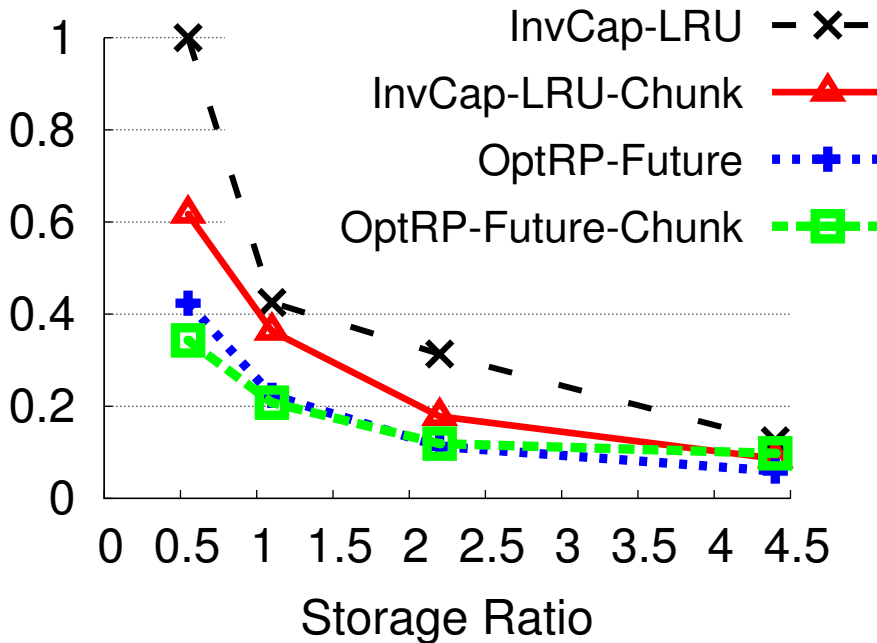 InvCap-LRU
InvCap-LRU-Chunk
OptRP-Future
OptRP-Future-Chunk
1
0.8
0.6
0.4
0.2
0
0 0.5 1 1.5 2 2.5 3 3.5 4 4.5
Storage Ratio